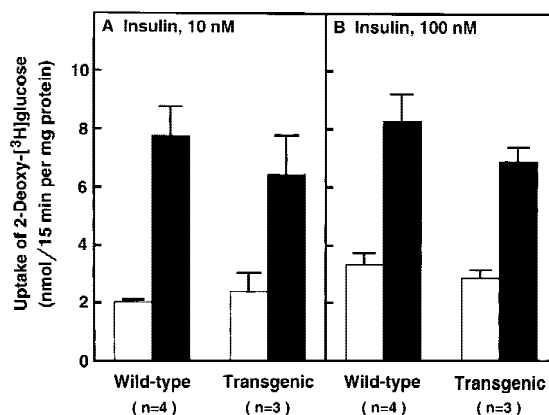 A Insulin, 10 nM
B Insulin, 100 nM
Uptake of 2-Deoxy-[³H]glucose
(nmol/15 min per mg protein)
10
8
6
4
2
0
Wild-type
Transgenic
Wild-type
Transgenic
( n=4 )
( n=3 )
( n=4 )
( n=3 )